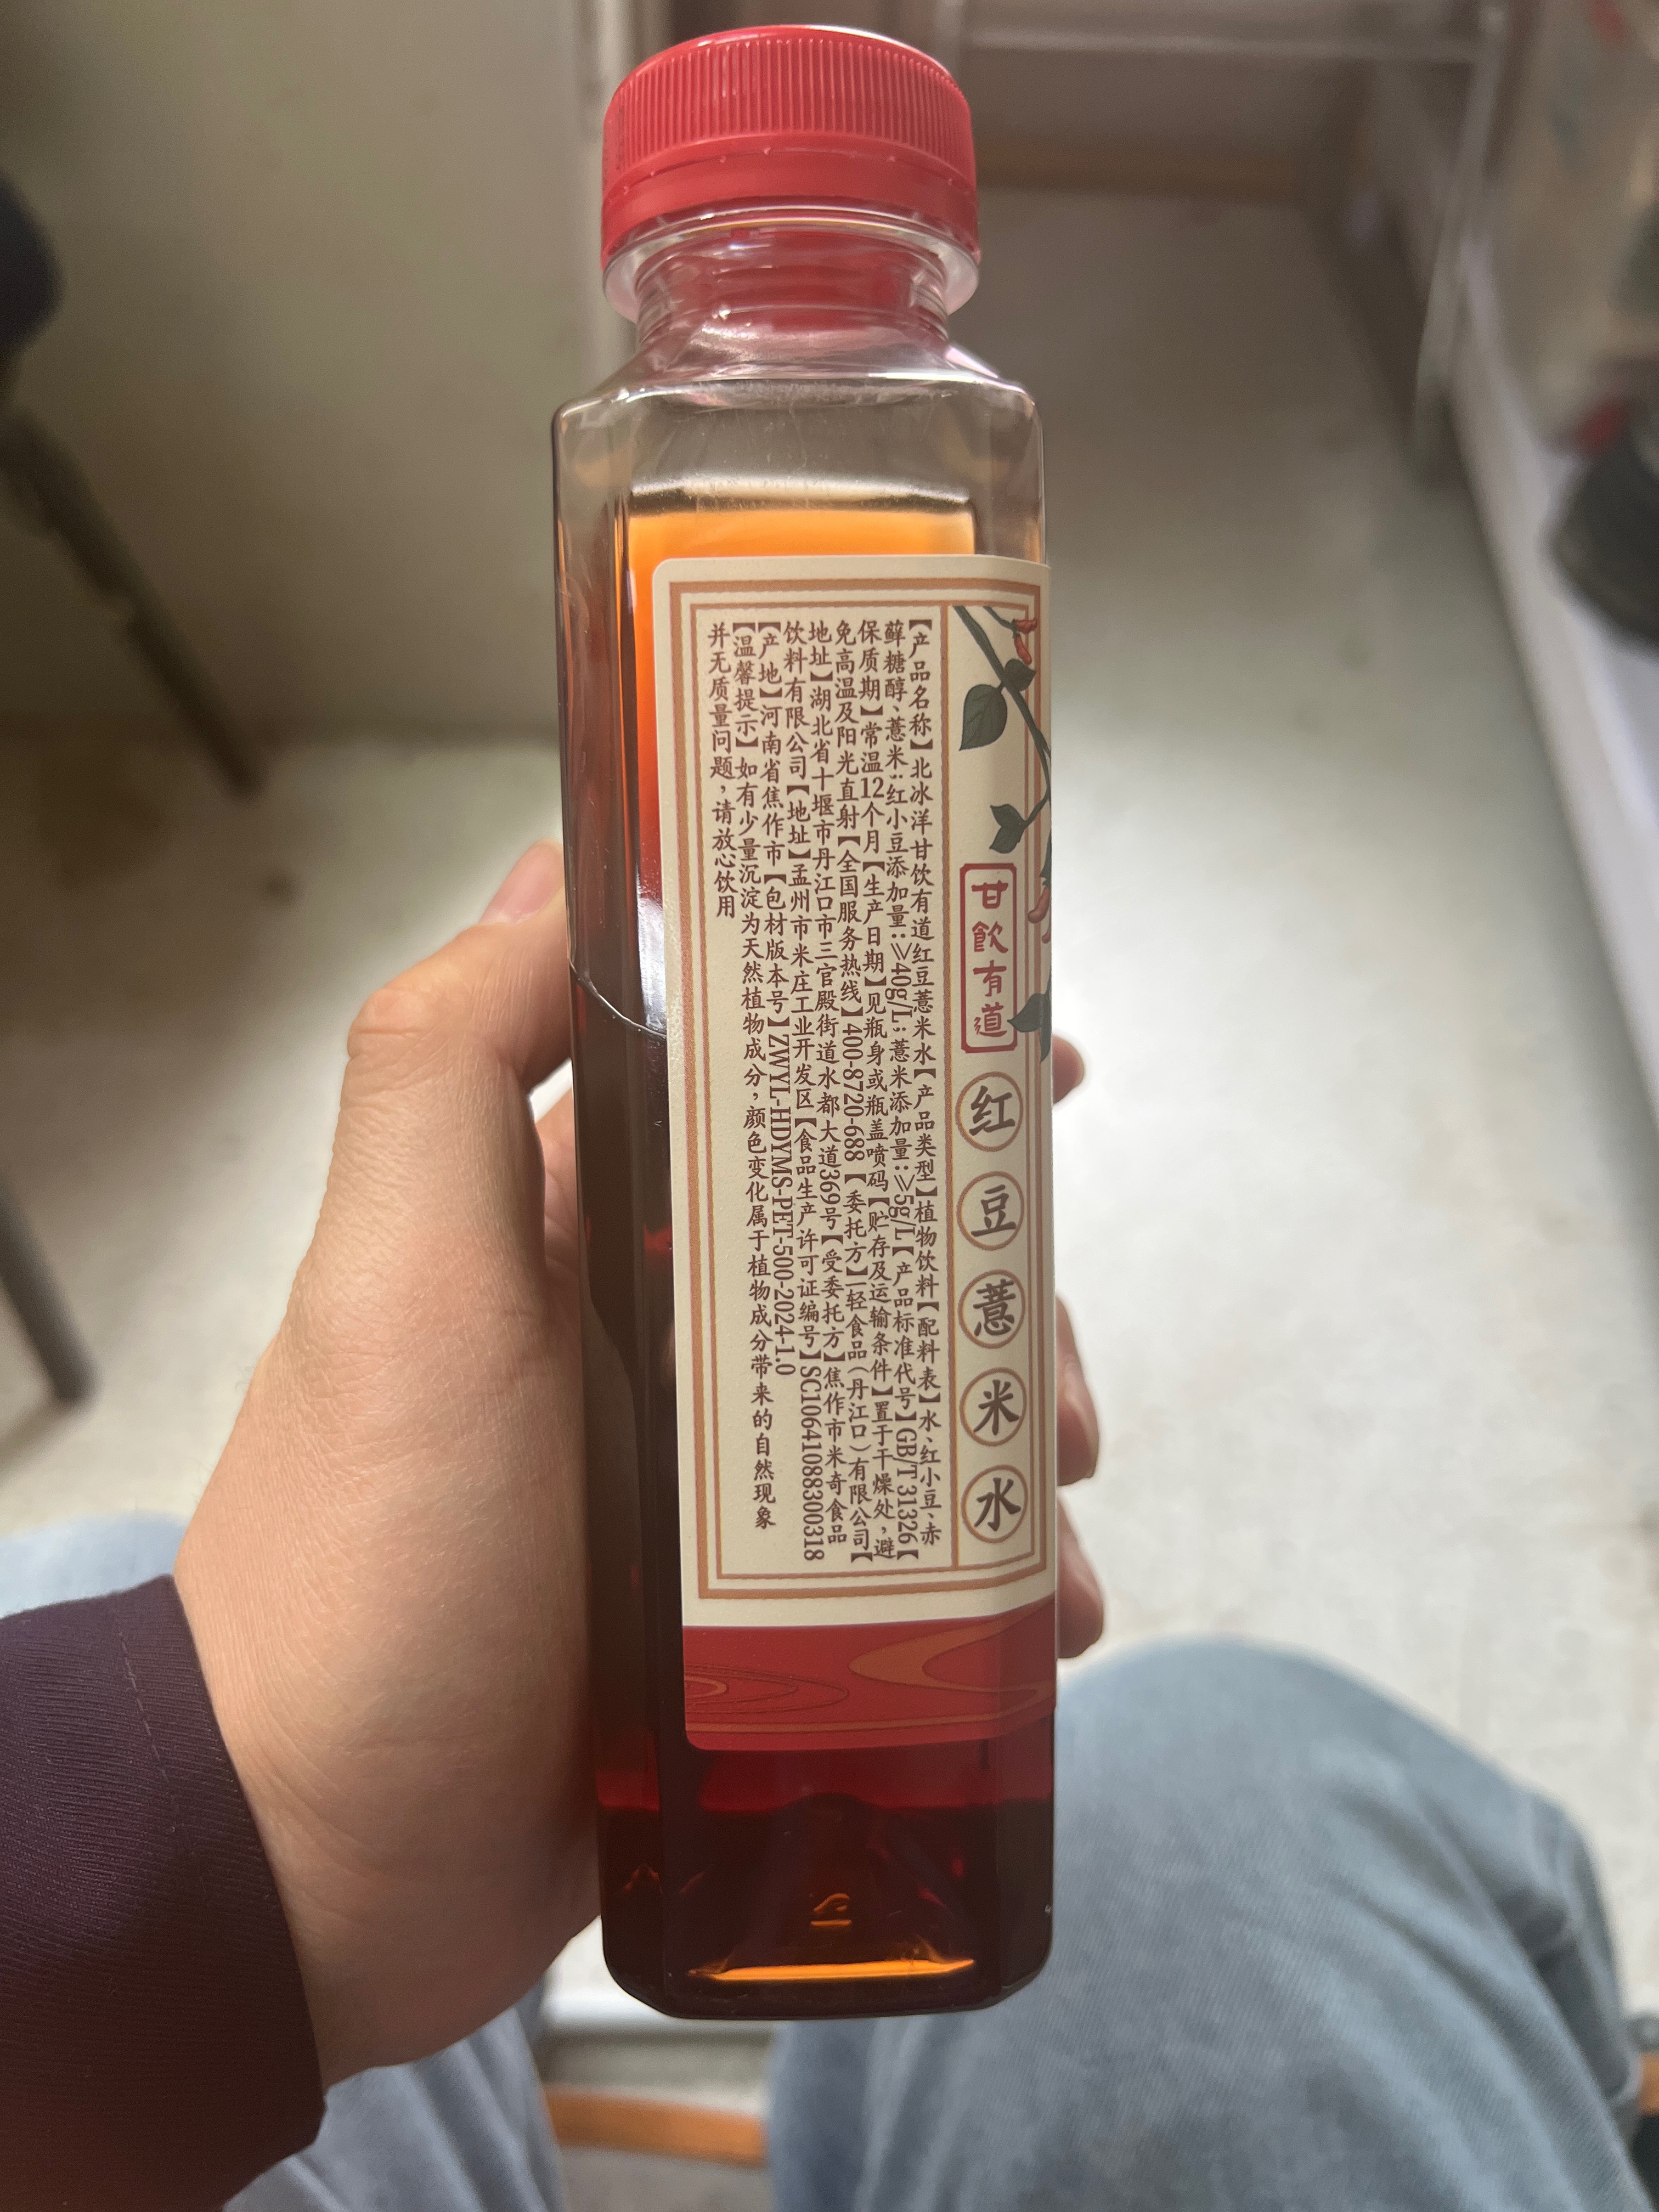 甘飲有道
红豆薏米水
【产品名称】北冰洋甘饮有道红豆薏米水【产品类型】植物饮料【配料表】水、红小豆、赤
藓糖醇、薏米;红小豆添加量:≥40g/L;薏米添加量:≥5g/L【产品标准代号】GB/T 31326【
保质期】常温12个月【生产日期】见瓶身或瓶盖喷码【贮存及运输条件】置于干燥处,避
免高温及阳光直射【全国服务热线】400-8720-688【委托方】一轻食品(丹江口)有限公司【
地址】湖北省十堰市丹江口市三官殿街道水都大道369号【受委托方】焦作市米奇食品
饮料有限公司【地址】孟州市米庄工业开发区【食品生产许可证编号】SC10641088300318
【产地】河南省焦作市【包材版本号】ZWYL-HDYMS-PET-500-2024-1.0
【温馨提示】如有少量沉淀为天然植物成分,颜色变化属于植物成分带来的自然现象
并无质量问题,请放心饮用